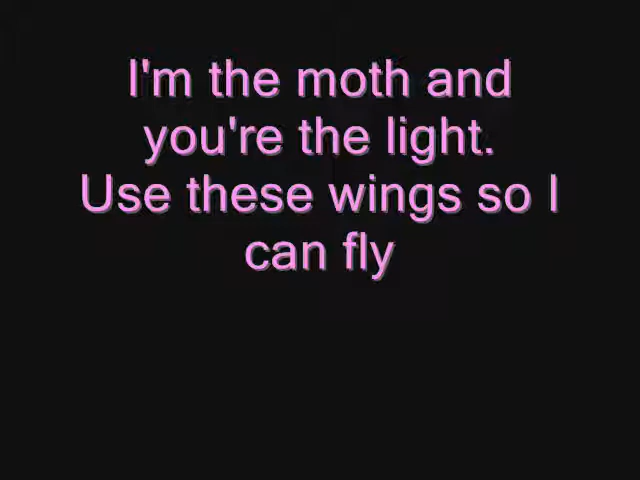 I'm the moth and
you're the light.
Use these wings so I
can fly